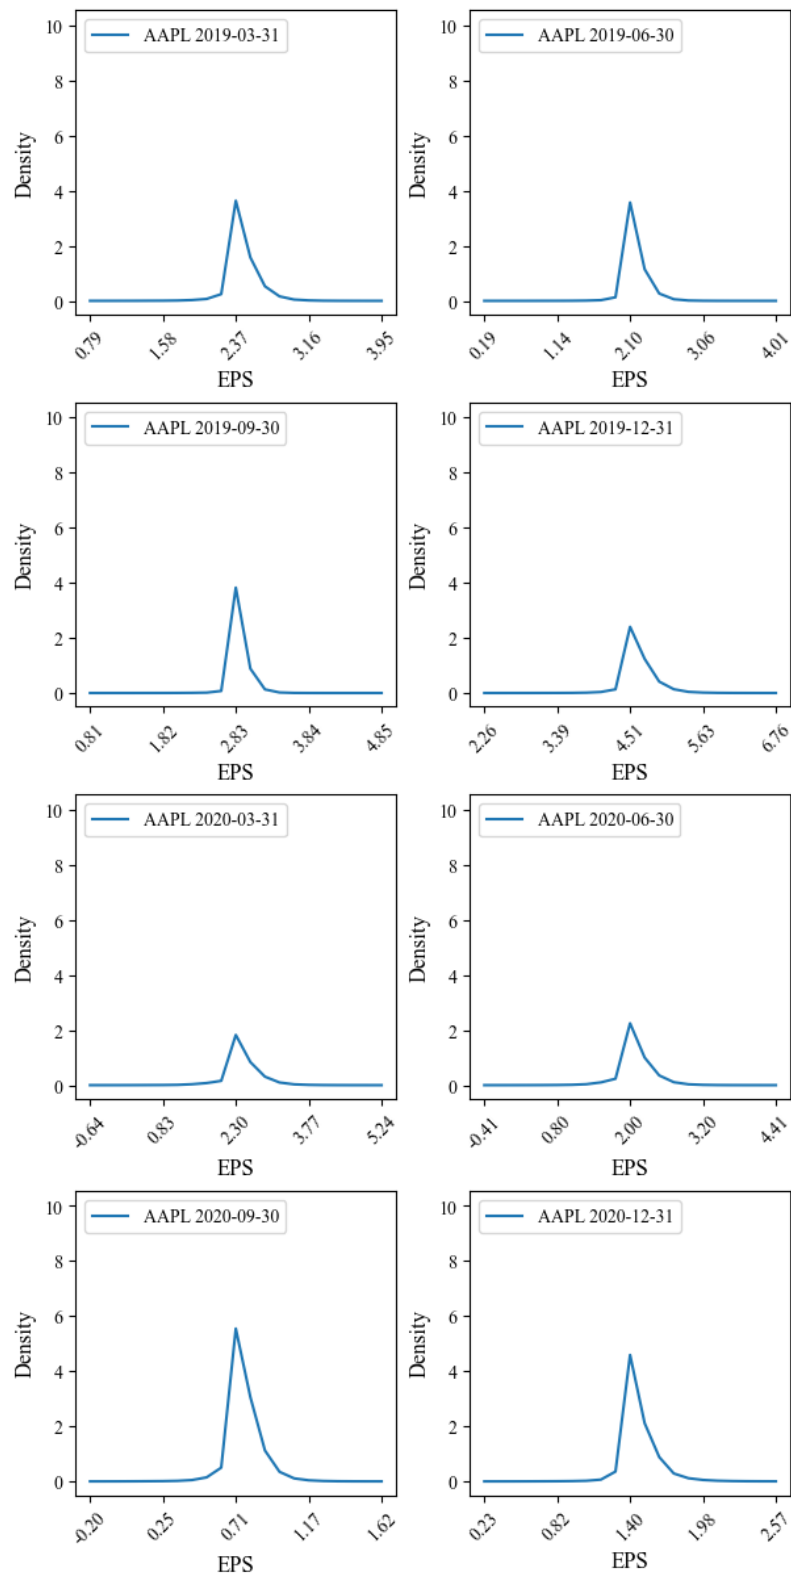 AAPL 2019-03-31
Density
10
8
6
4
2
0
0.79 1.58 2.37 3.16 3.95
EPS
AAPL 2019-06-30
Density
10
8
6
4
2
0
0.19 1.14 2.10 3.06 4.01
EPS
AAPL 2019-09-30
Density
10
8
6
4
2
0
0.81 1.82 2.83 3.84 4.85
EPS
AAPL 2019-12-31
Density
10
8
6
4
2
0
2.26 3.39 4.51 5.63 6.76
EPS
AAPL 2020-03-31
Density
10
8
6
4
2
0
-0.64 0.83 2.30 3.77 5.24
EPS
AAPL 2020-06-30
Density
10
8
6
4
2
0
-0.41 0.80 2.00 3.20 4.41
EPS
AAPL 2020-09-30
Density
10
8
6
4
2
0
-0.20 0.25 0.71 1.17 1.62
EPS
AAPL 2020-12-31
Density
10
8
6
4
2
0
0.23 0.82 1.40 1.98 2.57
EPS